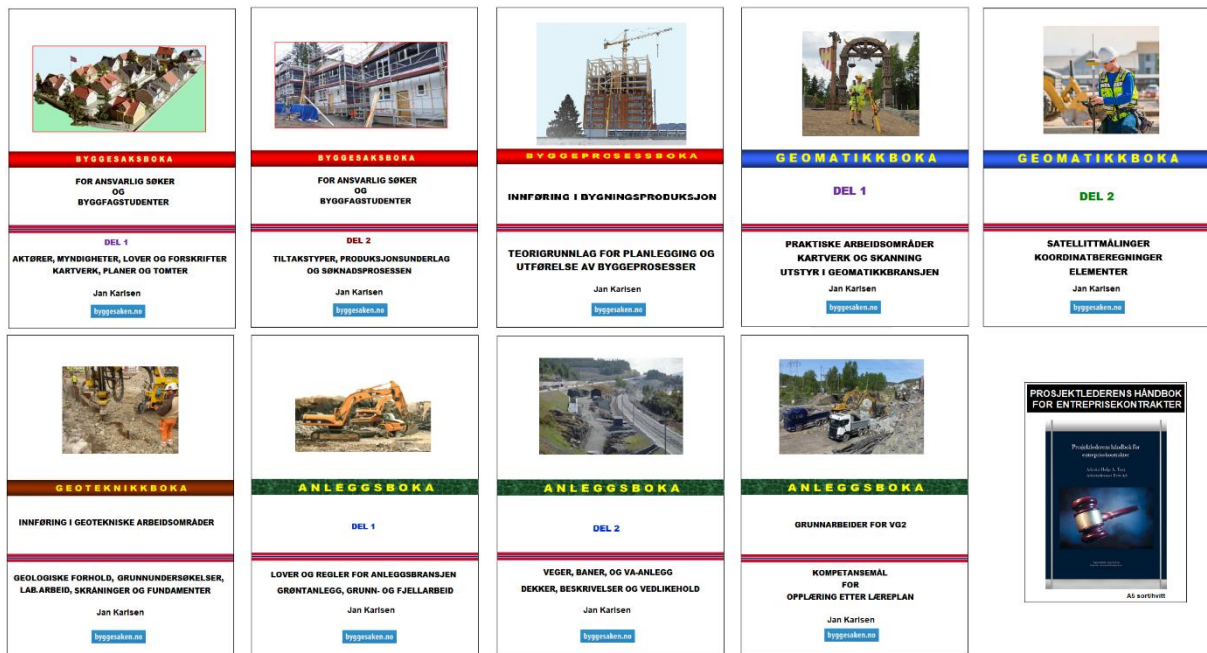 BYGGESAKSBOKA
FOR ANSVARLIG SØKER
OG
BYGGFAGSTUDENTER
DEL 1
AKTØRER, MYNDIGHETER, LOVER OG FORSKRIFTER
KARTVERK, PLANER OG TOMTER
Jan Karlsen
byggesaken.no
BYGGESAKSBOKA
FOR ANSVARLIG SØKER
OG
BYGGFAGSTUDENTER
DEL 2
TILTAKSTYPER, PRODUKSJONSUNDERLAG
OG SØKNADSPROSESSEN
Jan Karlsen
byggesaken.no
BYGGEPROSESSBOKA
INNFØRING I BYGNINGSPRODUKSJON
TEORIGRUNNLAG FOR PLANLEGGING OG
UTFØRELSE AV BYGGEPROSESSER
Jan Karlsen
byggesaken.no
GEOMATIKKBOKA
DEL 1
PRAKTISKE ARBEIDSOMRÅDER
KARTVERK OG SKANNING
UTSTYR I GEOMATIKKBRANSJEN
Jan Karlsen
byggesaken.no
GEOMATIKKBOKA
DEL 2
SATELLITTMÅLINGER
KOORDINATBEREGNINGER
ELEMENTER
Jan Karlsen
byggesaken.no
GEOTEKNIKKBOKA
INNFØRING I GEOTEKNISKE ARBEIDSOMRÅDER
GEOLOGISKE FORHOLD, GRUNNUNDERSØKELSER,
LAB.ARBEID, SKRÅNINGER OG FUNDAMENTER
Jan Karlsen
byggesaken.no
ANLEGGSBOKA
DEL 1
LOVER OG REGLER FOR ANLEGGSBRANSJEN
GRØNTANLEGG, GRUNN- OG FJELLARBEID
Jan Karlsen
byggesaken.no
ANLEGGSBOKA
DEL 2
VEGER, BANER, OG VA-ANLEGG
DEKKER, BESKRIVELSER OG VEDLIKEHOLD
Jan Karlsen
byggesaken.no
ANLEGGSBOKA
GRUNNARBEIDER FOR VG2
KOMPETANSEMÅL
FOR
OPPLÆRING ETTER LÆREPLAN
Jan Karlsen
byggesaken.no
PROSJEKTLEDERENS HÅNDBOK
FOR ENTREPRISEKONTRAKTER
Prosjektlederens håndbok for
entreprisekontrakter
A5 sort/hvitt